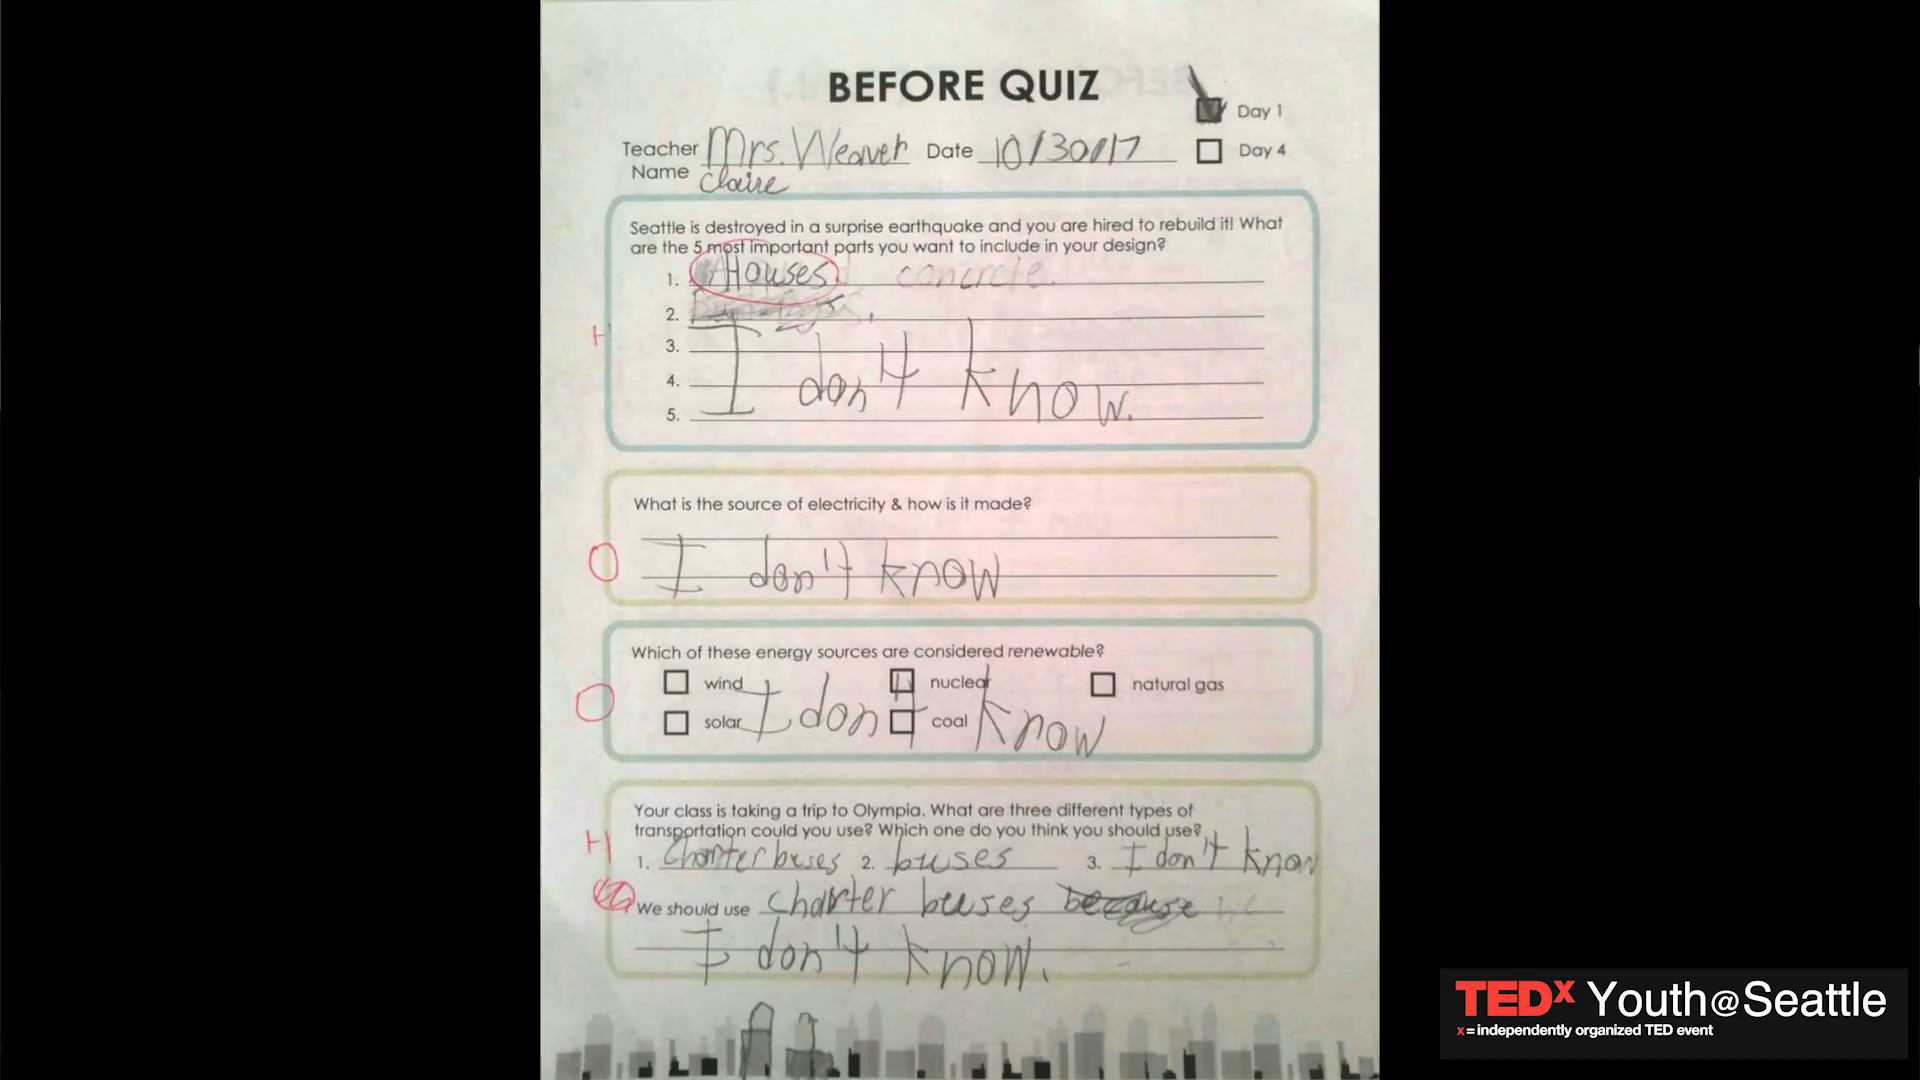 BEFORE QUIZ
Day 1
Teacher Mrs. Weaver Date 10/30/17
Day 4
Name Claire
Seattle is destroyed in a surprise earthquake and you are hired to rebuild it! What
are the 5 most important parts you want to include in your design?
1. Houses concrete.
2.
3.
I don't know.
4.
5.
What is the source of electricity & how is it made?
I don't know
Which of these energy sources are considered renewable?
wind nuclear natural gas
I don't know
solar coal
Your class is taking a trip to Olympia. What are three different types of
transportation could you use? Which one do you think you should use?
1. Charter buses 2. buses 3. I don't know
We should use charter buses because we
I don't know.
TEDx Youth@Seattle
x=independently organized TED event